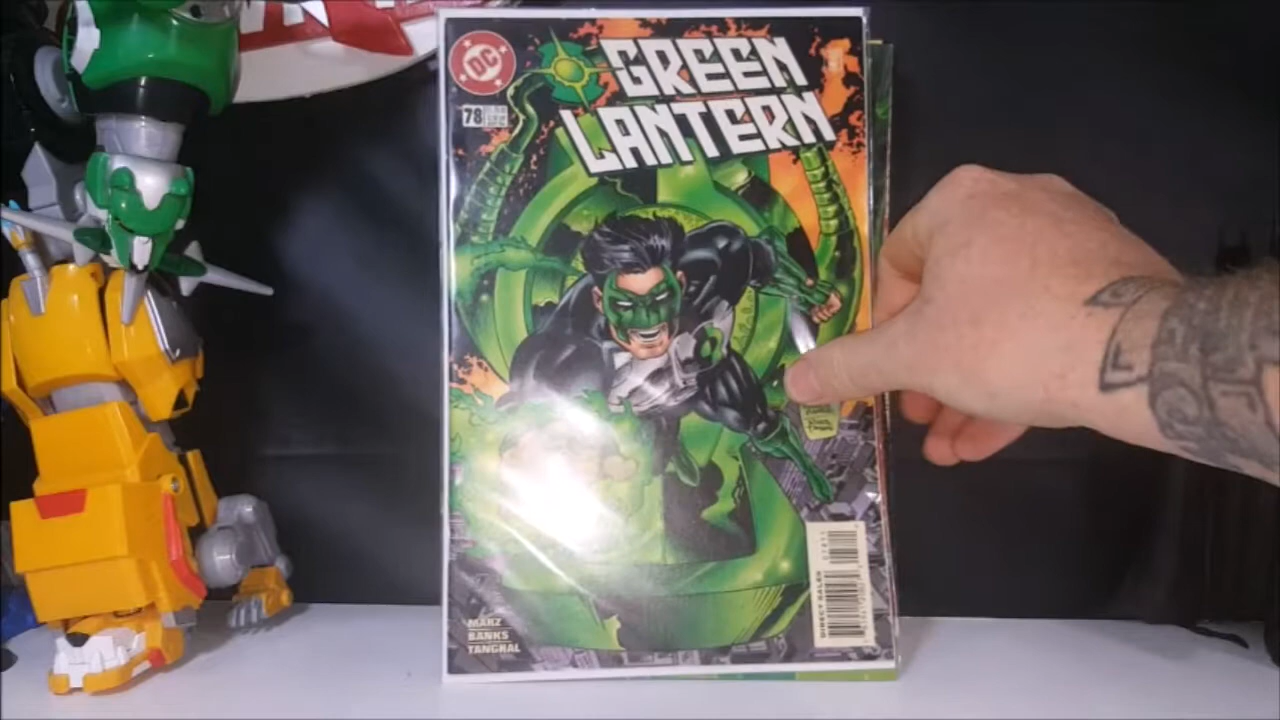 DC
GREEN
LANTERN
78
MARZ
BANKS
TANGHAL
DIRECT SALES